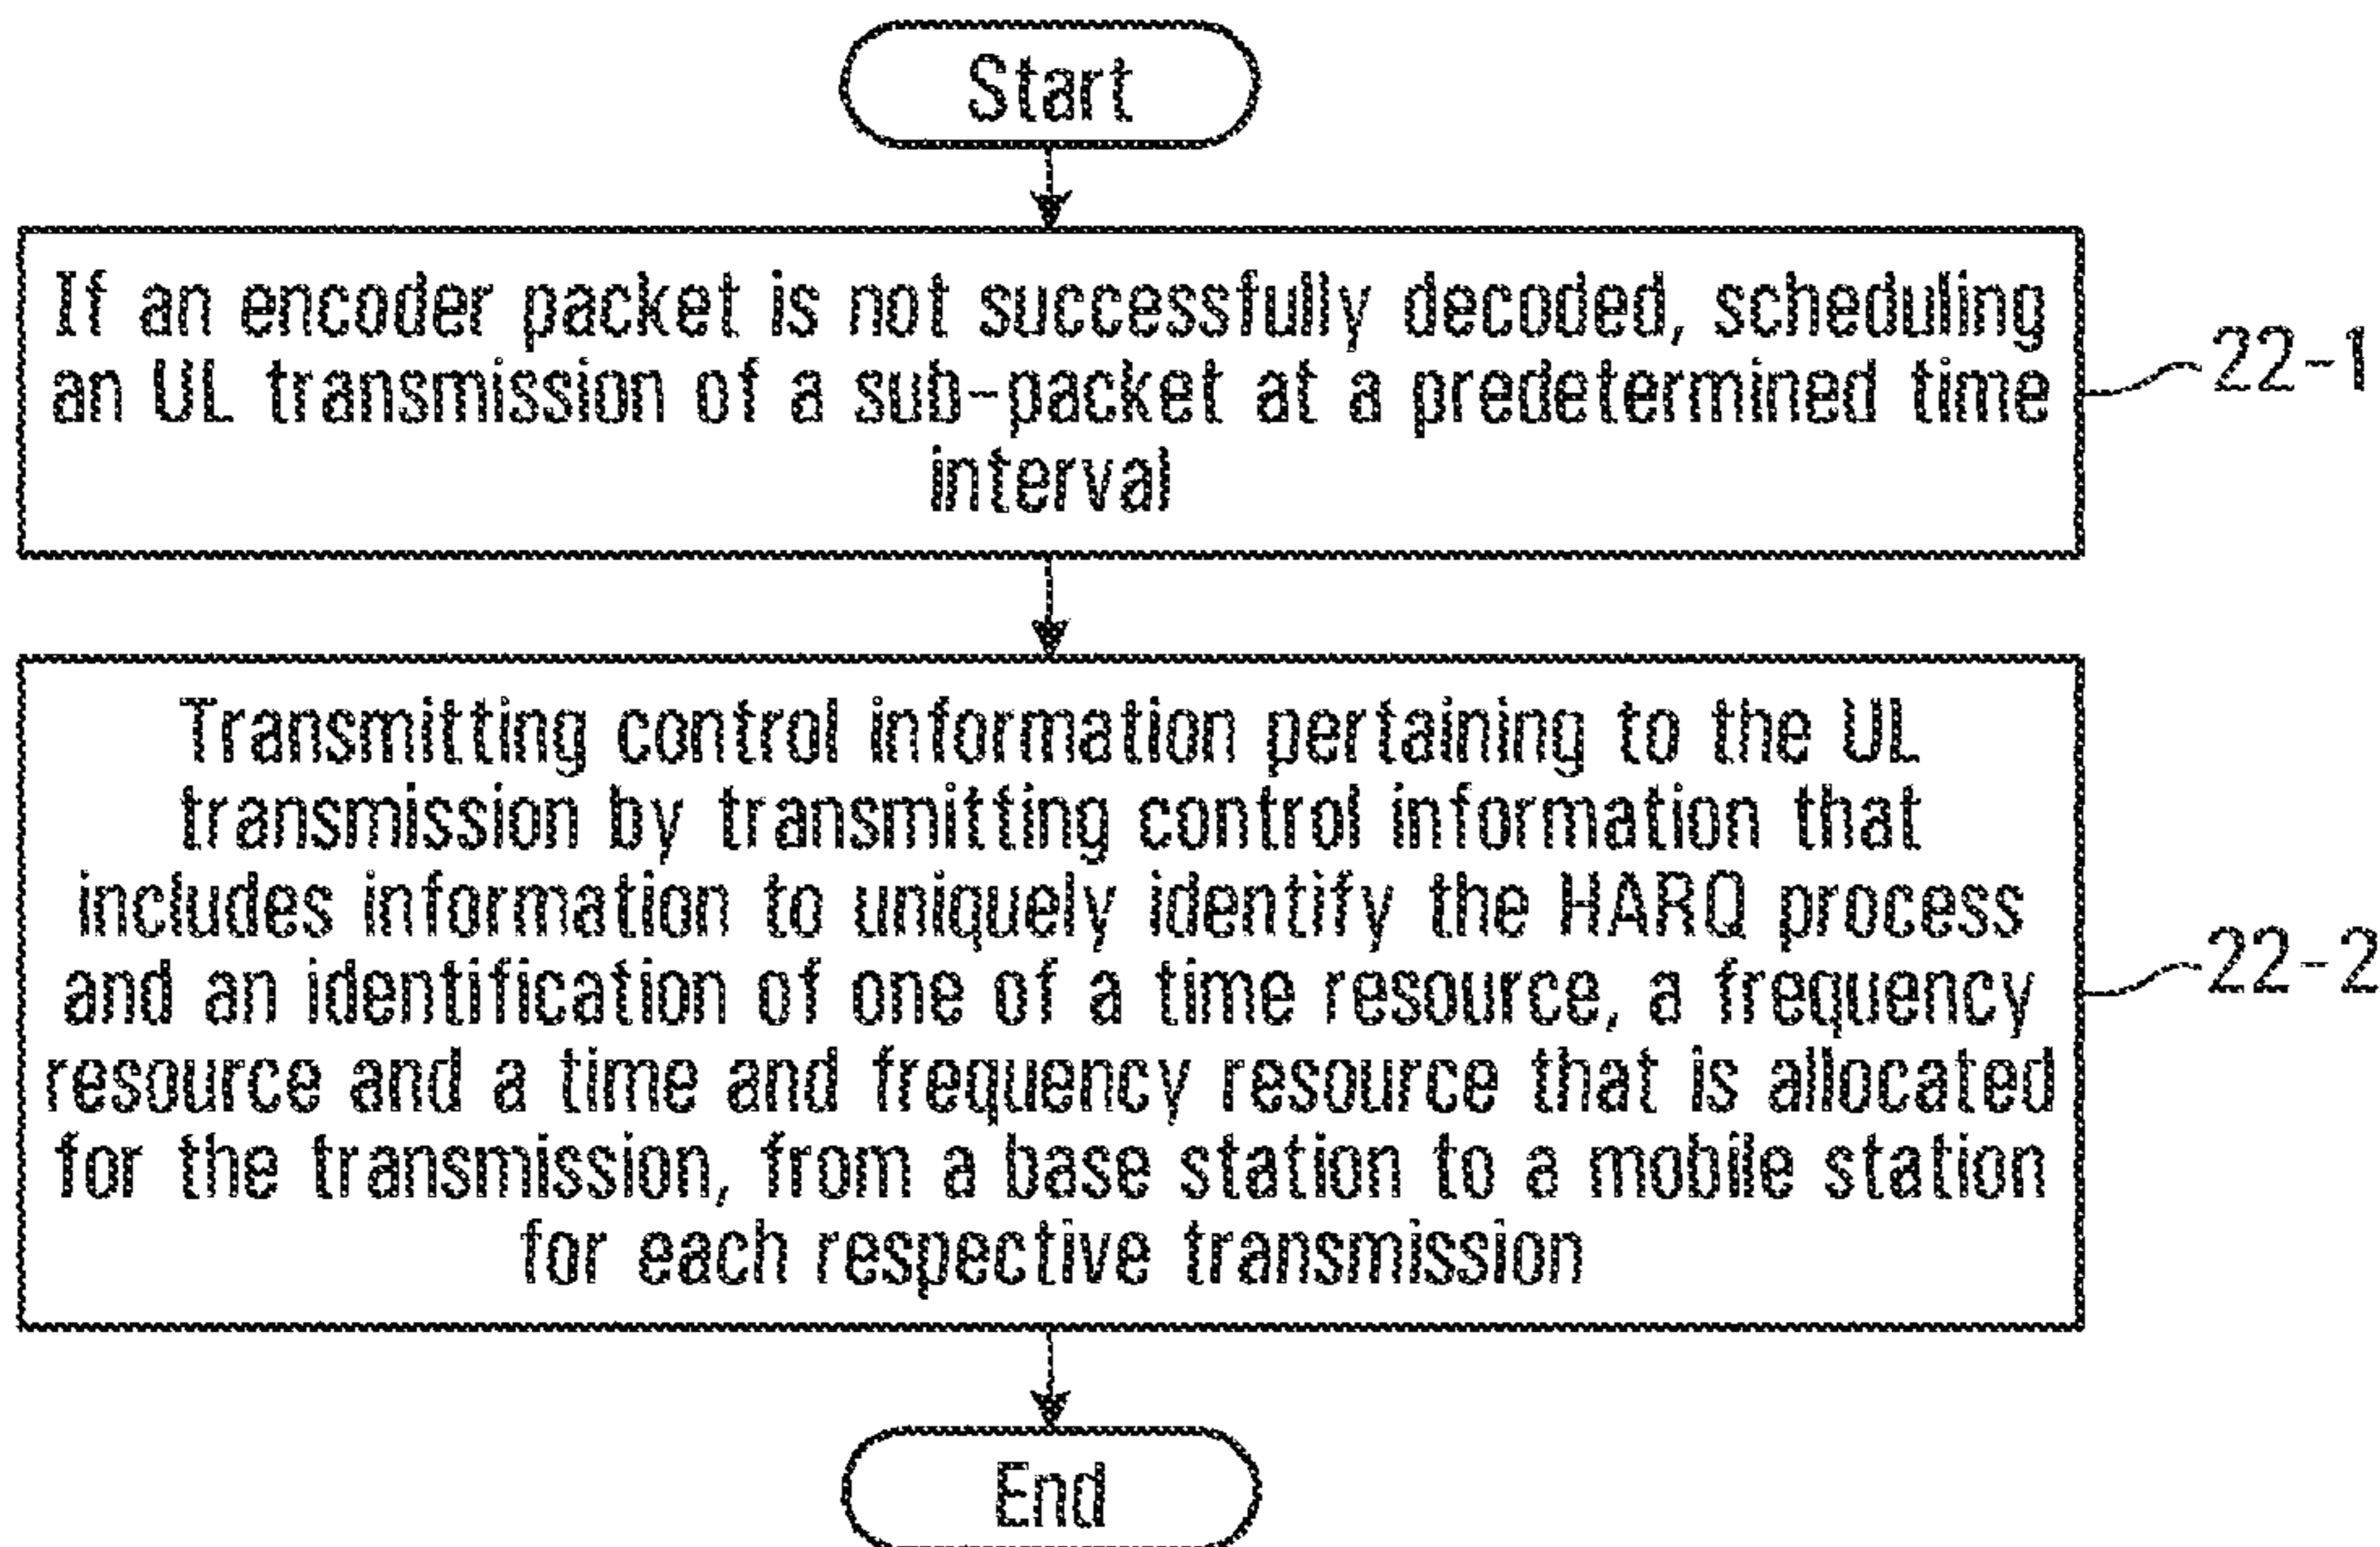 Start
If an encoder packet is not successfully decoded, scheduling
an UL transmission of a sub-packet at a predetermined time
interval
22-1
Transmitting control information pertaining to the UL
transmission by transmitting control information that
includes information to uniquely identify the HARQ process
and an identification of one of a time resource, a frequency
resource and a time and frequency resource that is allocated
for the transmission, from a base station to a mobile station
for each respective transmission
22-2
End